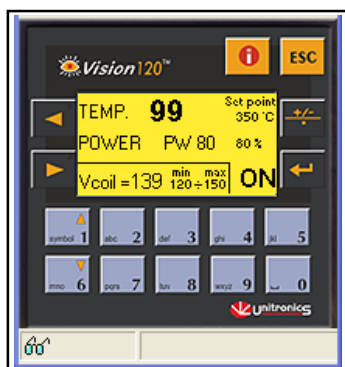 i
ESC
Vision120™
TEMP. 99 Set point 350 °C
+/-
POWER PW 80 80 %
Vcoil =139 min 120÷ max 150 ON
symbol 1 abc 2 def 3 ghi 4 jkl 5
mno 6 pqrs 7 tuv 8 wxyz 9 0
unitronics